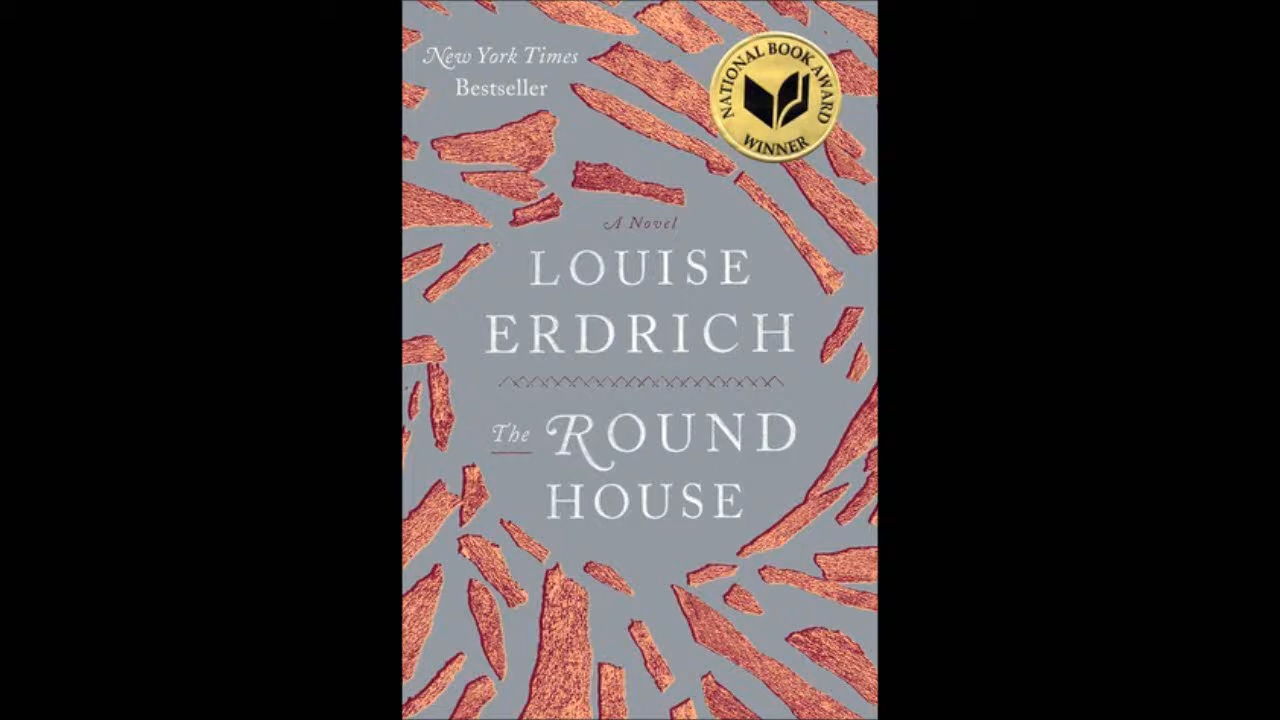 New York Times
Bestseller
NATIONAL BOOK AWARD
WINNER
A Novel
LOUISE
ERDRICH
The ROUND
HOUSE